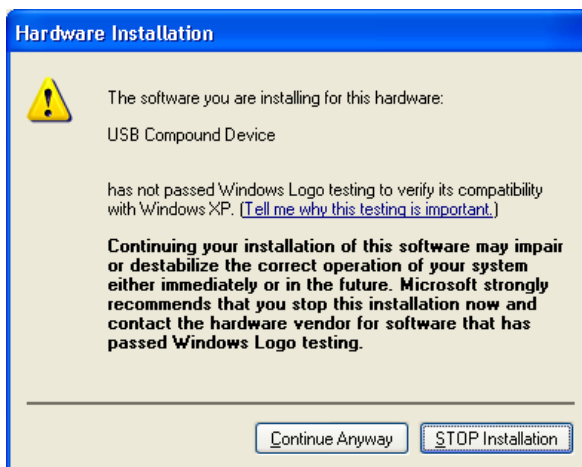 Hardware Installation
The software you are installing for this hardware:
USB Compound Device
has not passed Windows Logo testing to verify its compatibility
with Windows XP. (Tell me why this testing is important.)
Continuing your installation of this software may impair
or destabilize the correct operation of your system
either immediately or in the future. Microsoft strongly
recommends that you stop this installation now and
contact the hardware vendor for software that has
passed Windows Logo testing.
Continue Anyway
STOP Installation